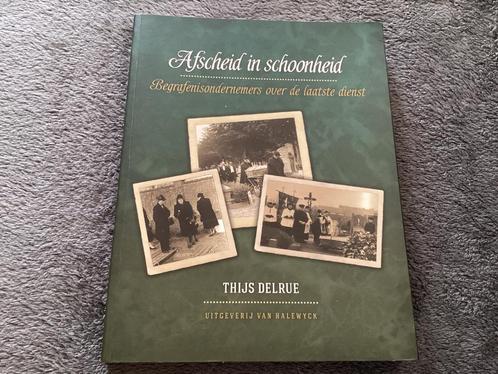 Afscheid in schoonheid
Begrafenisondernemers over de laatste dienst
THIJS DELRUE
UITGEVERIJ VAN HALEWYCK